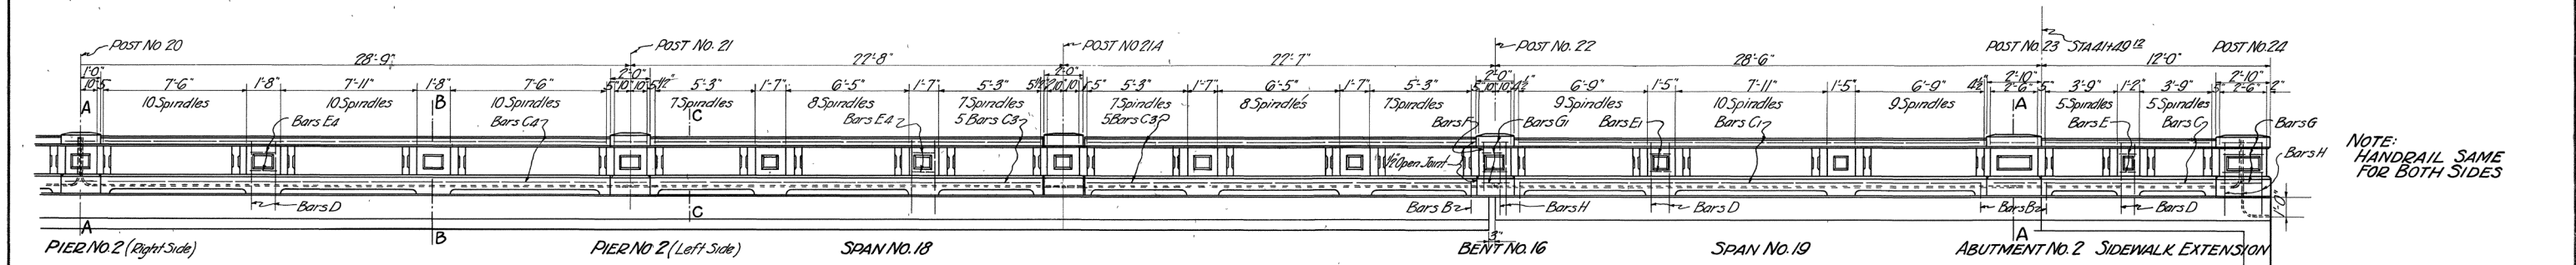 POST NO 20
POST NO. 21
POST NO 21A
POST NO. 22
POST NO. 23
STA 41+49 12
POST NO. 24
28'-9"
22'-8"
22'-7"
28'-6"
12'-0"
1'-0" 2'-0" 2'-0" 2'-0" 2'-10" 2'-10"
7'-6" 1'-8" 7'-11" 1'-8" 7'-6" 5'-3" 1'-7" 6'-5" 1'-7" 5'-3" 5'-3" 1'-7" 6'-5" 1'-7" 5'-3" 6'-9" 1'-5" 7'-11" 1'-5" 6'-9" 4½" 2'-6" 5" 3'-9" 1'-2" 3'-9" 2'-6" 2"
A B C A
10 Spindles 10 Spindles 10 Spindles 7 Spindles 8 Spindles 7 Spindles 7 Spindles 8 Spindles 7 Spindles 9 Spindles 10 Spindles 9 Spindles 5 Spindles 5 Spindles
Bars E4 Bars C4 Bars E4 5 Bars C3 5 Bars C3 Bars F Bars G1 Bars E1 Bars C1 Bars E Bars C Bars G
½" Open Joint
Bars H
NOTE:
HANDRAIL SAME
FOR BOTH SIDES
Bars D Bars B2 Bars H Bars D Bars B2 Bars D
1'-0"
A B C A
3"
PIER NO. 2 (Right Side)
PIER NO 2 (Left Side)
SPAN NO. 18
BENT NO. 16
SPAN NO. 19
ABUTMENT NO. 2
SIDEWALK EXTENSION